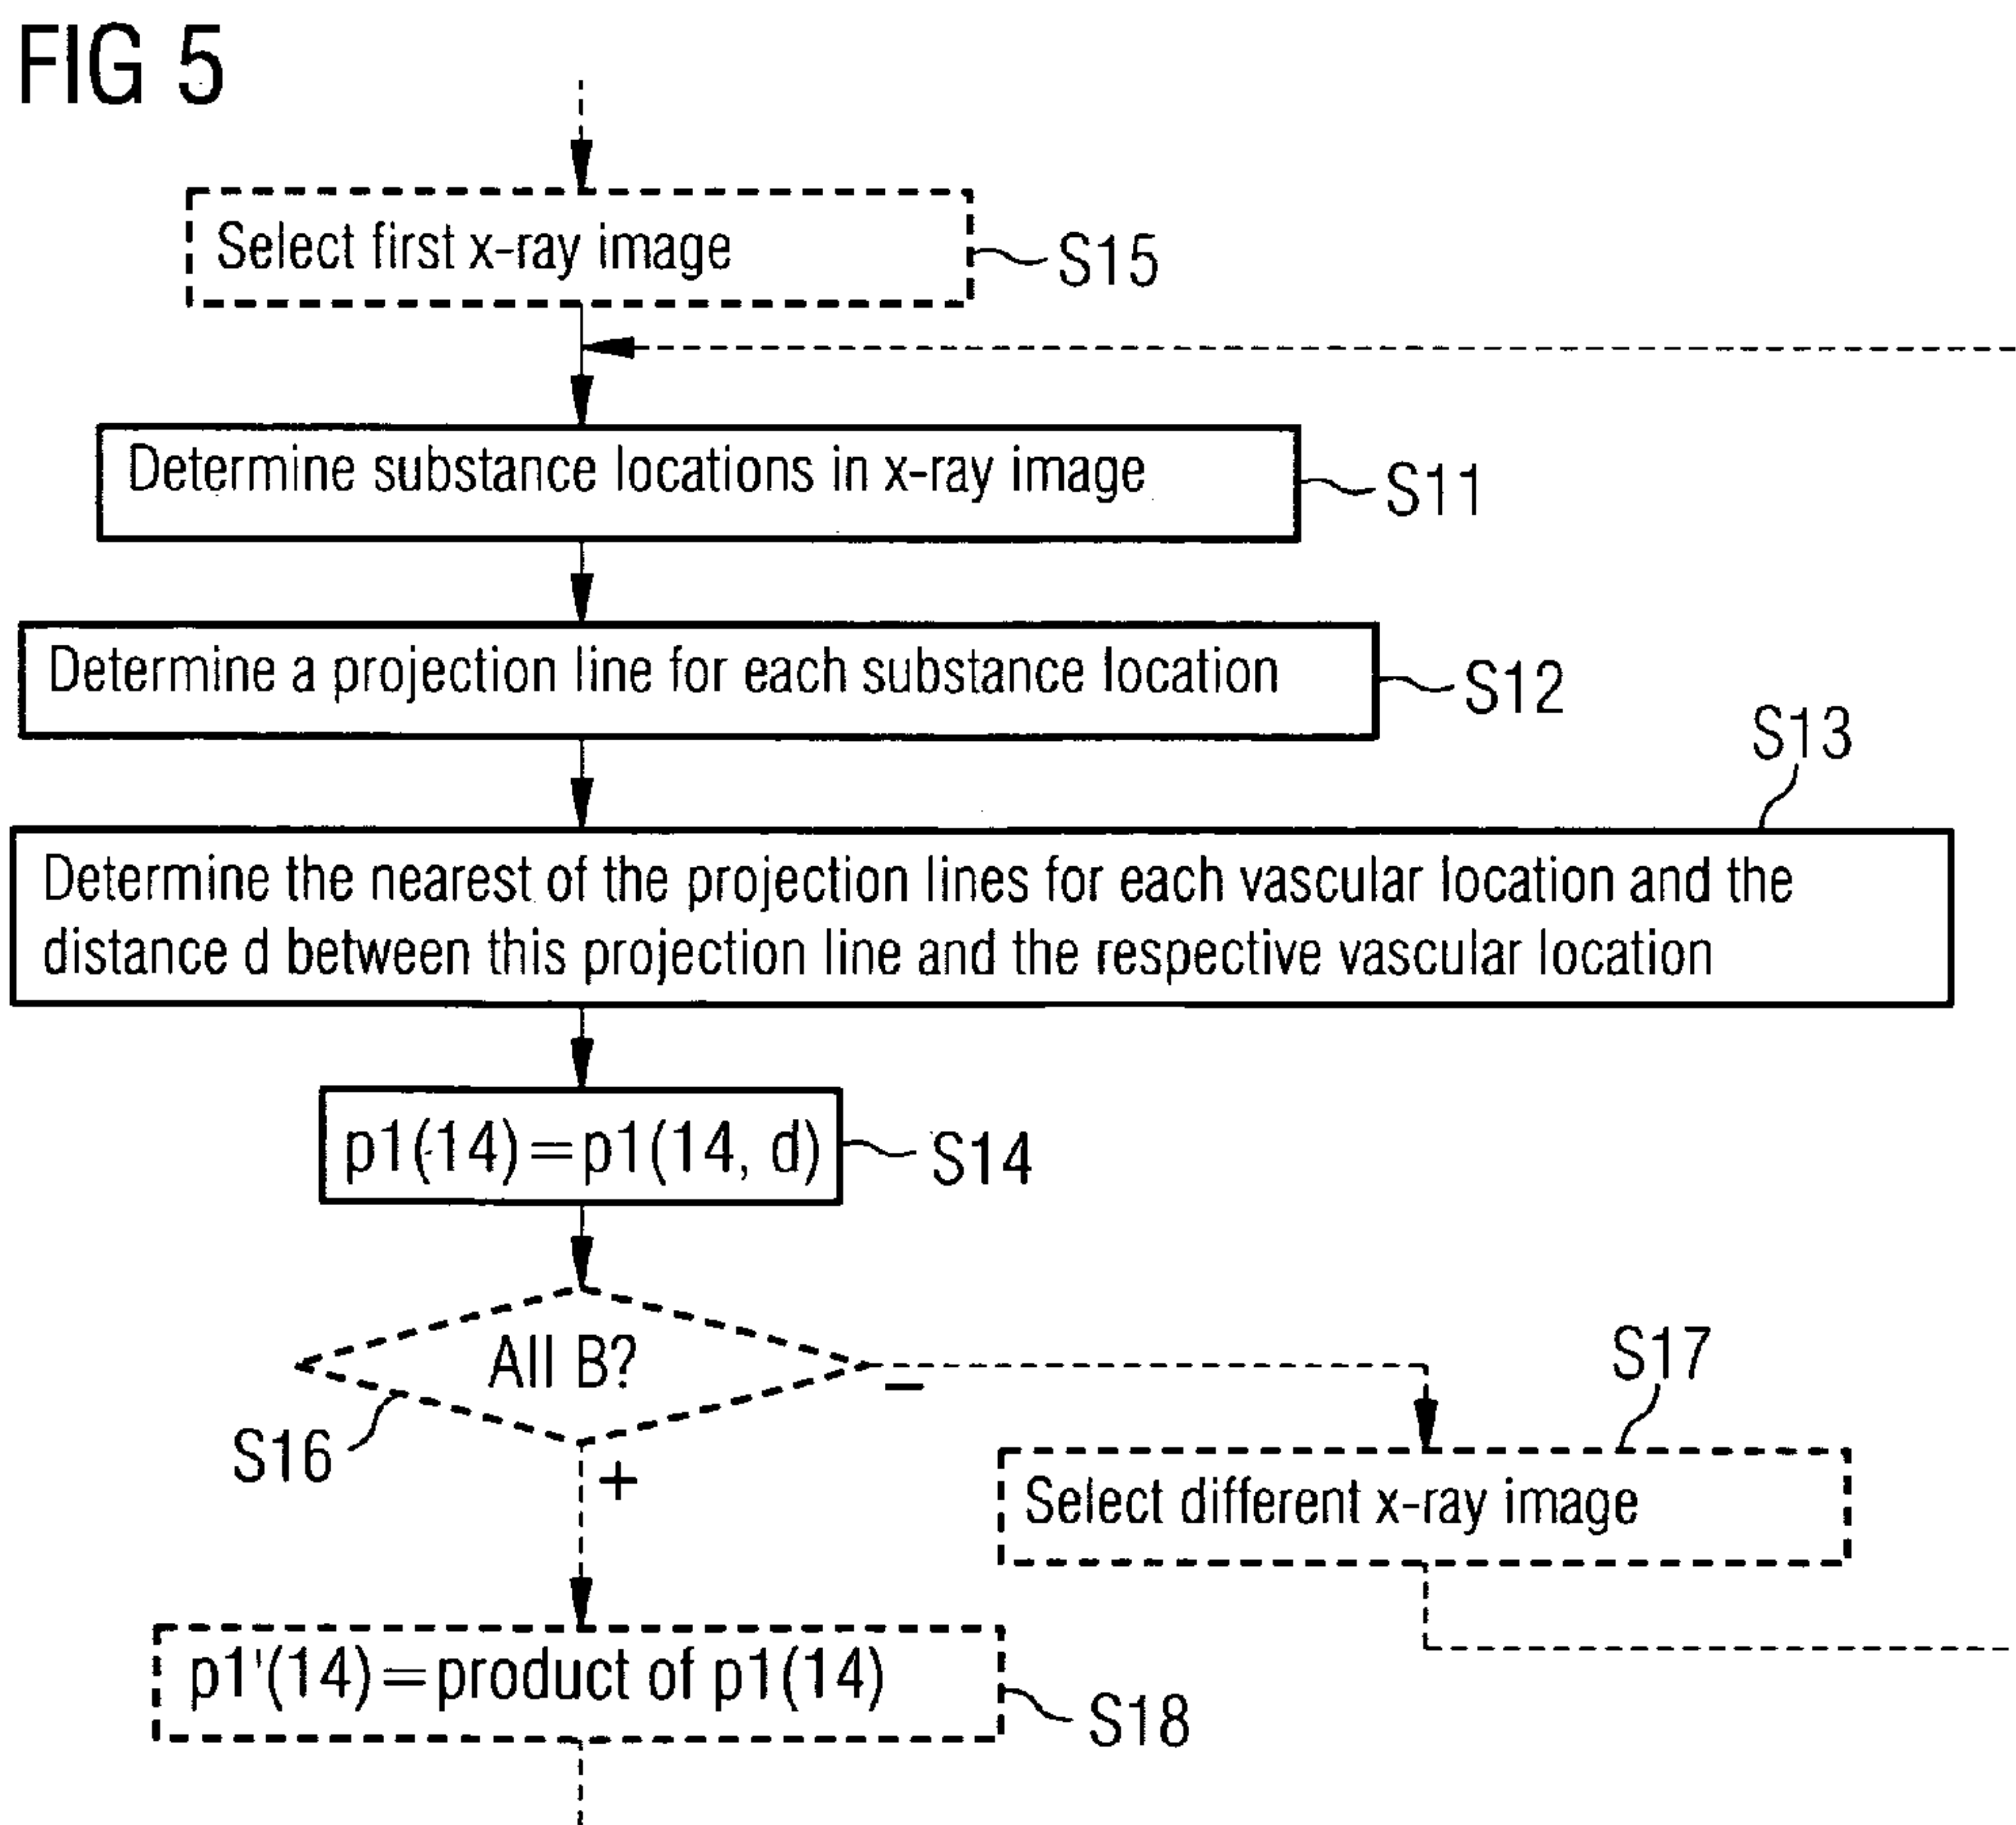 FIG 5
Select first x-ray image
S15
Determine substance locations in x-ray image
S11
Determine a projection line for each substance location
S12
S13
Determine the nearest of the projection lines for each vascular location and the
distance d between this projection line and the respective vascular location
p1(14)=p1(14, d)
S14
All B?
–
S16
+
S17
Select different x-ray image
p1'(14)=product of p1(14)
S18